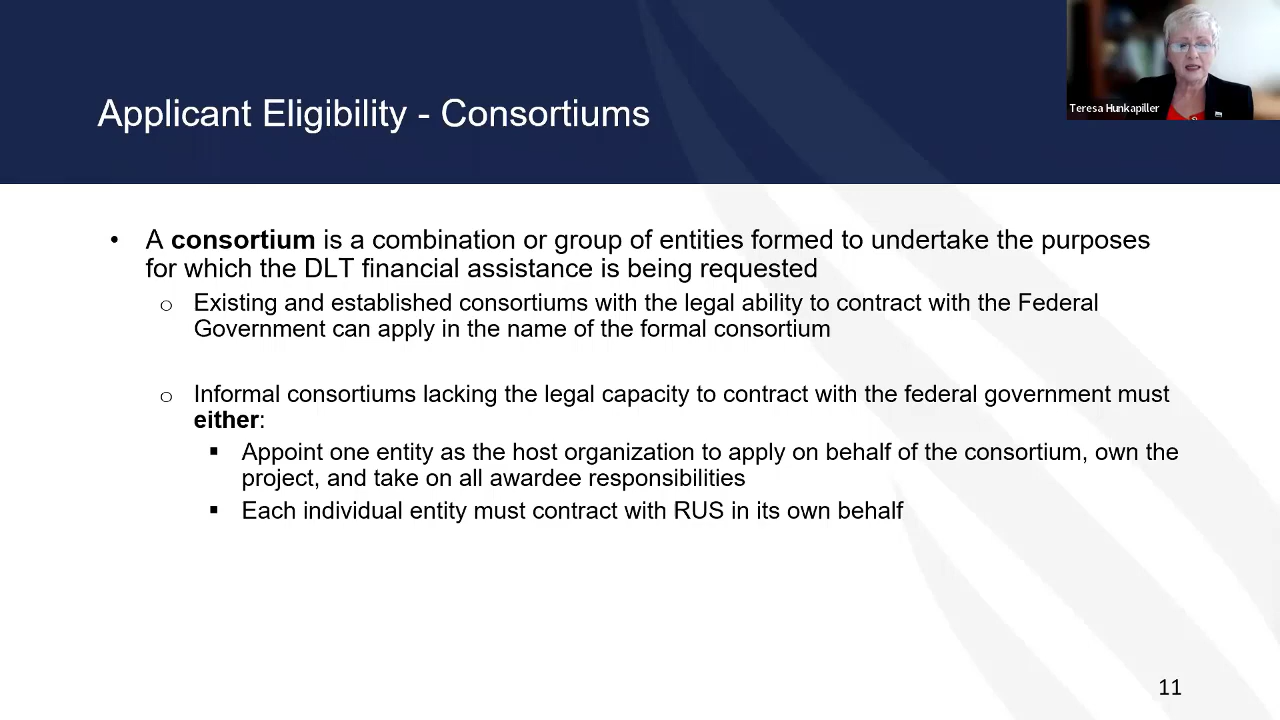 Teresa Hunkapiller
Applicant Eligibility - Consortiums
• A consortium is a combination or group of entities formed to undertake the purposes
for which the DLT financial assistance is being requested
o Existing and established consortiums with the legal ability to contract with the Federal
Government can apply in the name of the formal consortium
o Informal consortiums lacking the legal capacity to contract with the federal government must
either:
▪ Appoint one entity as the host organization to apply on behalf of the consortium, own the
project, and take on all awardee responsibilities
▪ Each individual entity must contract with RUS in its own behalf
11